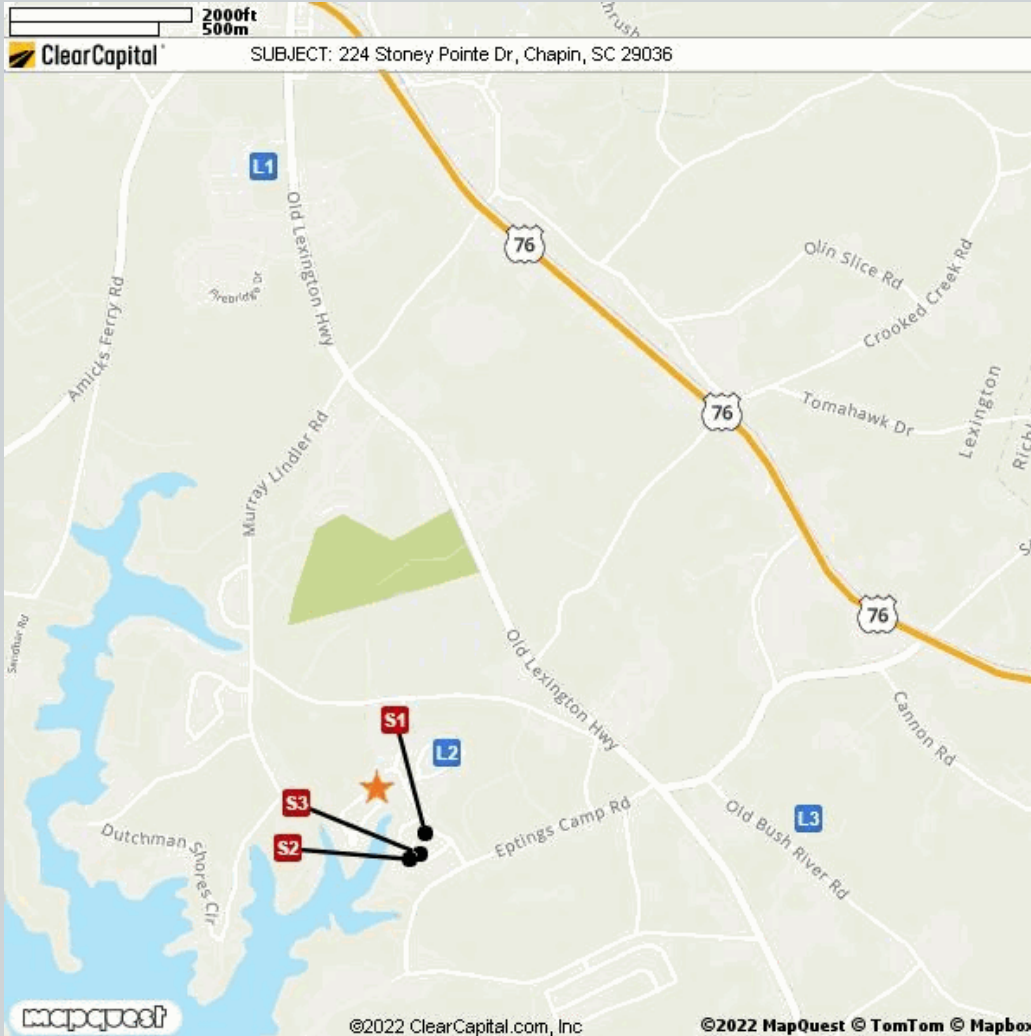 2000ft
500m
ClearCapital
SUBJECT: 224 Stoney Pointe Dr, Chapin, SC 29036
L1
Old Lexington Hwy
76
Olin Slice Rd
Crooked Creek Rd
Amicks Ferry Rd
76
Tomahawk Dr
Lexington
Murray Lindler Rd
76
Sandbar Rd
Old Lexington Hwy
S1
L2
Cannon Rd
S3
L3
S2
Dutchman Shores Cir
Eptings Camp Rd
Old Bush River Rd
mapquest
©2022 ClearCapital.com, Inc
©2022 MapQuest © TomTom © Mapbox